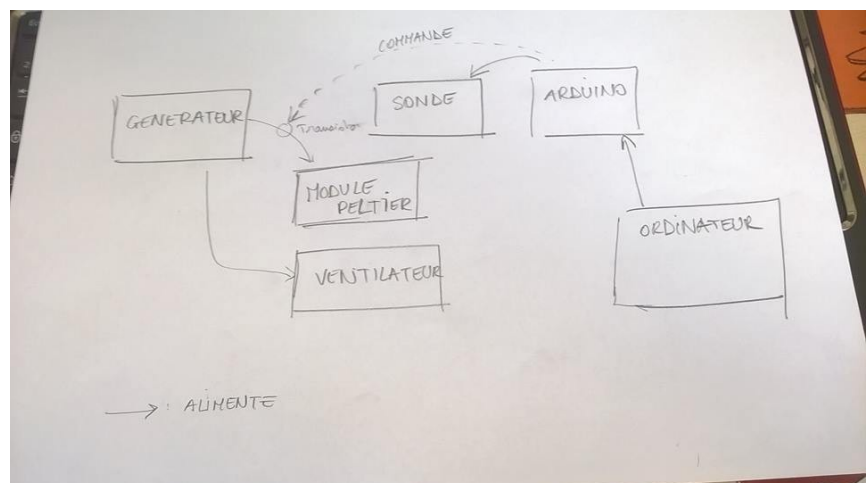 COMMANDE
GENERATEUR
SONDE
ARDUINO
Transistor
MODULE
PELTIER
ORDINATEUR
VENTILATEUR
: ALIMENTE